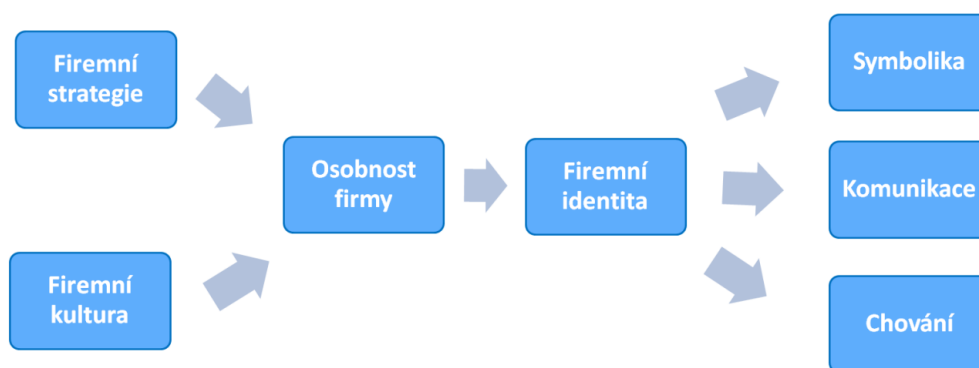 Firemní
strategie
Firemní
kultura
Osobnost
firmy
Firemní
identita
Symbolika
Komunikace
Chování